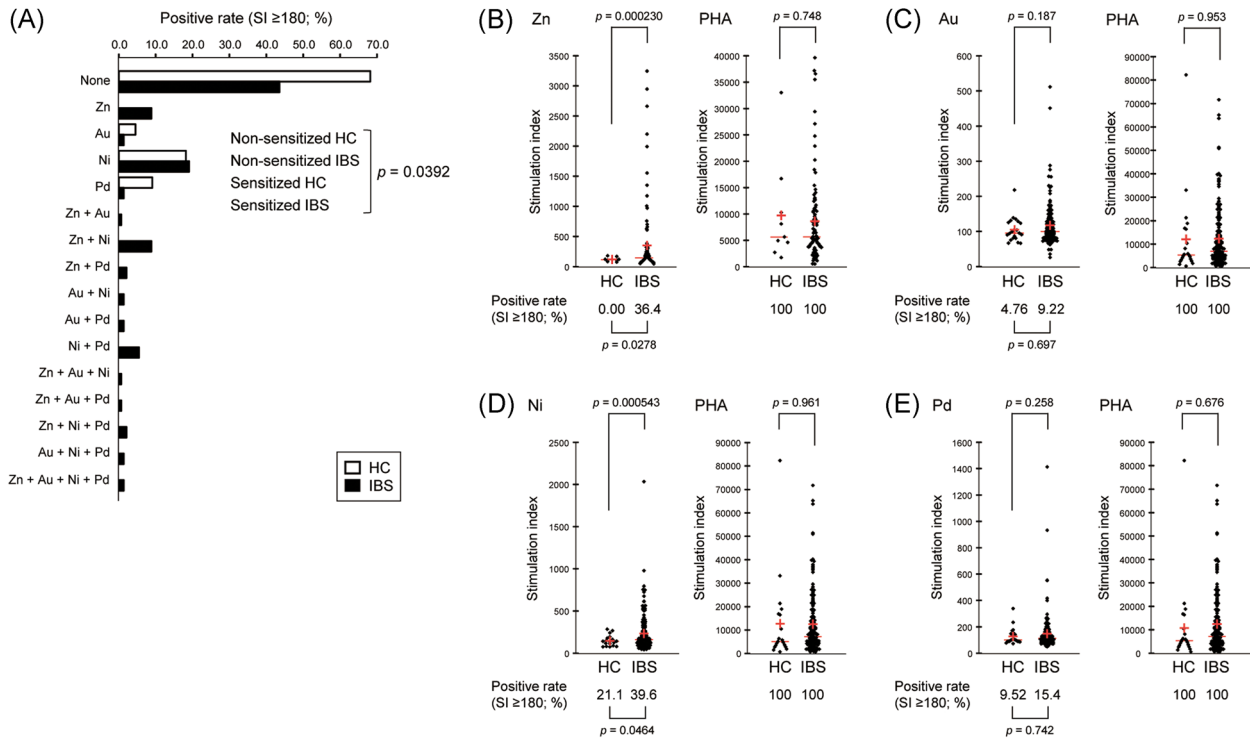 (A)
Positive rate (SI ≥180; %)
0.0 10.0 20.0 30.0 40.0 50.0 60.0 70.0
None
Zn
Au
Ni
Pd
Zn + Au
Zn + Ni
Zn + Pd
Au + Ni
Au + Pd
Ni + Pd
Zn + Au + Ni
Zn + Au + Pd
Zn + Ni + Pd
Au + Ni + Pd
Zn + Au + Ni + Pd
Non-sensitized HC
Non-sensitized IBS
Sensitized HC
Sensitized IBS
p = 0.0392
HC
IBS
(B)
Zn
p = 0.000230
Stimulation index
3500
3000
2500
2000
1500
1000
500
0
HC IBS
Positive rate
(SI ≥180; %)
0.00 36.4
p = 0.0278
PHA
p = 0.748
Stimulation index
40000
35000
30000
25000
20000
15000
10000
5000
0
HC IBS
100 100
(C)
Au
p = 0.187
Stimulation index
600
500
400
300
200
100
0
HC IBS
Positive rate
(SI ≥180; %)
4.76 9.22
p = 0.697
PHA
p = 0.953
Stimulation index
90000
80000
70000
60000
50000
40000
30000
20000
10000
0
HC IBS
100 100
(D)
Ni
p = 0.000543
Stimulation index
2500
2000
1500
1000
500
0
HC IBS
Positive rate
(SI ≥180; %)
21.1 39.6
p = 0.0464
PHA
p = 0.961
Stimulation index
90000
80000
70000
60000
50000
40000
30000
20000
10000
0
HC IBS
100 100
(E)
Pd
p = 0.258
Stimulation index
1600
1400
1200
1000
800
600
400
200
0
HC IBS
Positive rate
(SI ≥180; %)
9.52 15.4
p = 0.742
PHA
p = 0.676
Stimulation index
90000
80000
70000
60000
50000
40000
30000
20000
10000
0
HC IBS
100 100